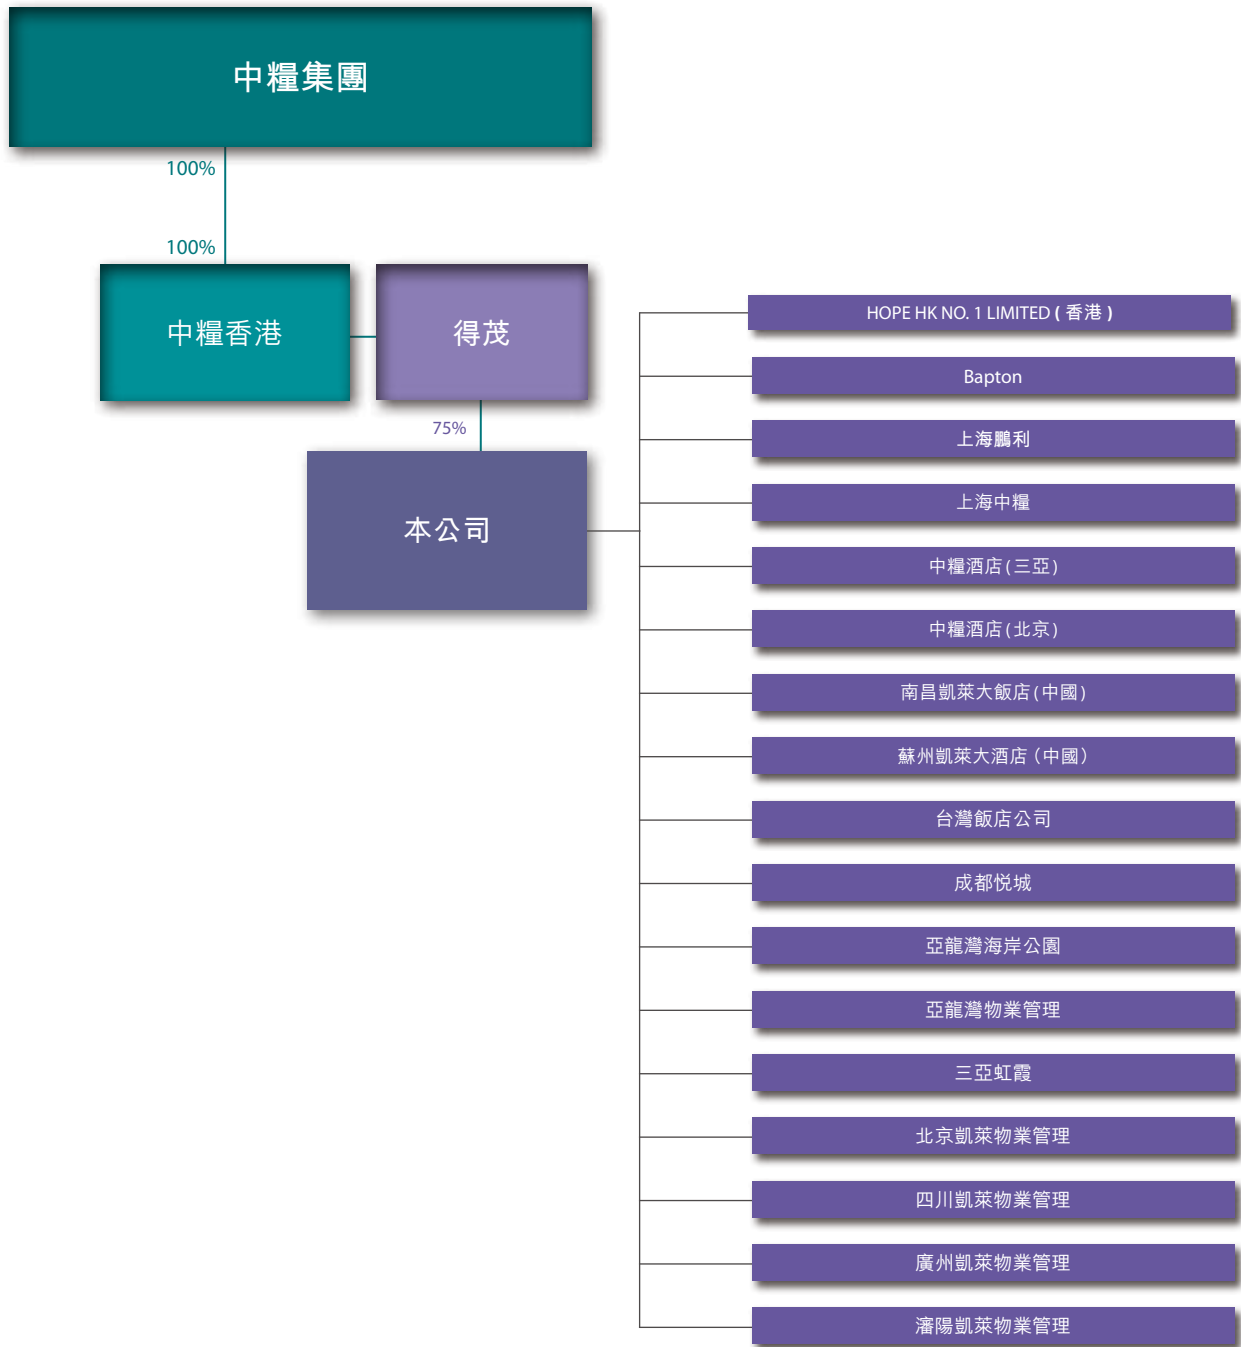 中糧集團
100%
100%
中糧香港
得茂
75%
本公司
HOPE HK NO. 1 LIMITED ( 香港 )
Bapton
上海鵬利
上海中糧
中糧酒店(三亞)
中糧酒店(北京)
南昌凱萊大飯店(中國)
蘇州凱萊大酒店（中國）
台灣飯店公司
成都悦城
亞龍灣海岸公園
亞龍灣物業管理
三亞虹霞
北京凱萊物業管理
四川凱萊物業管理
廣州凱萊物業管理
瀋陽凱萊物業管理